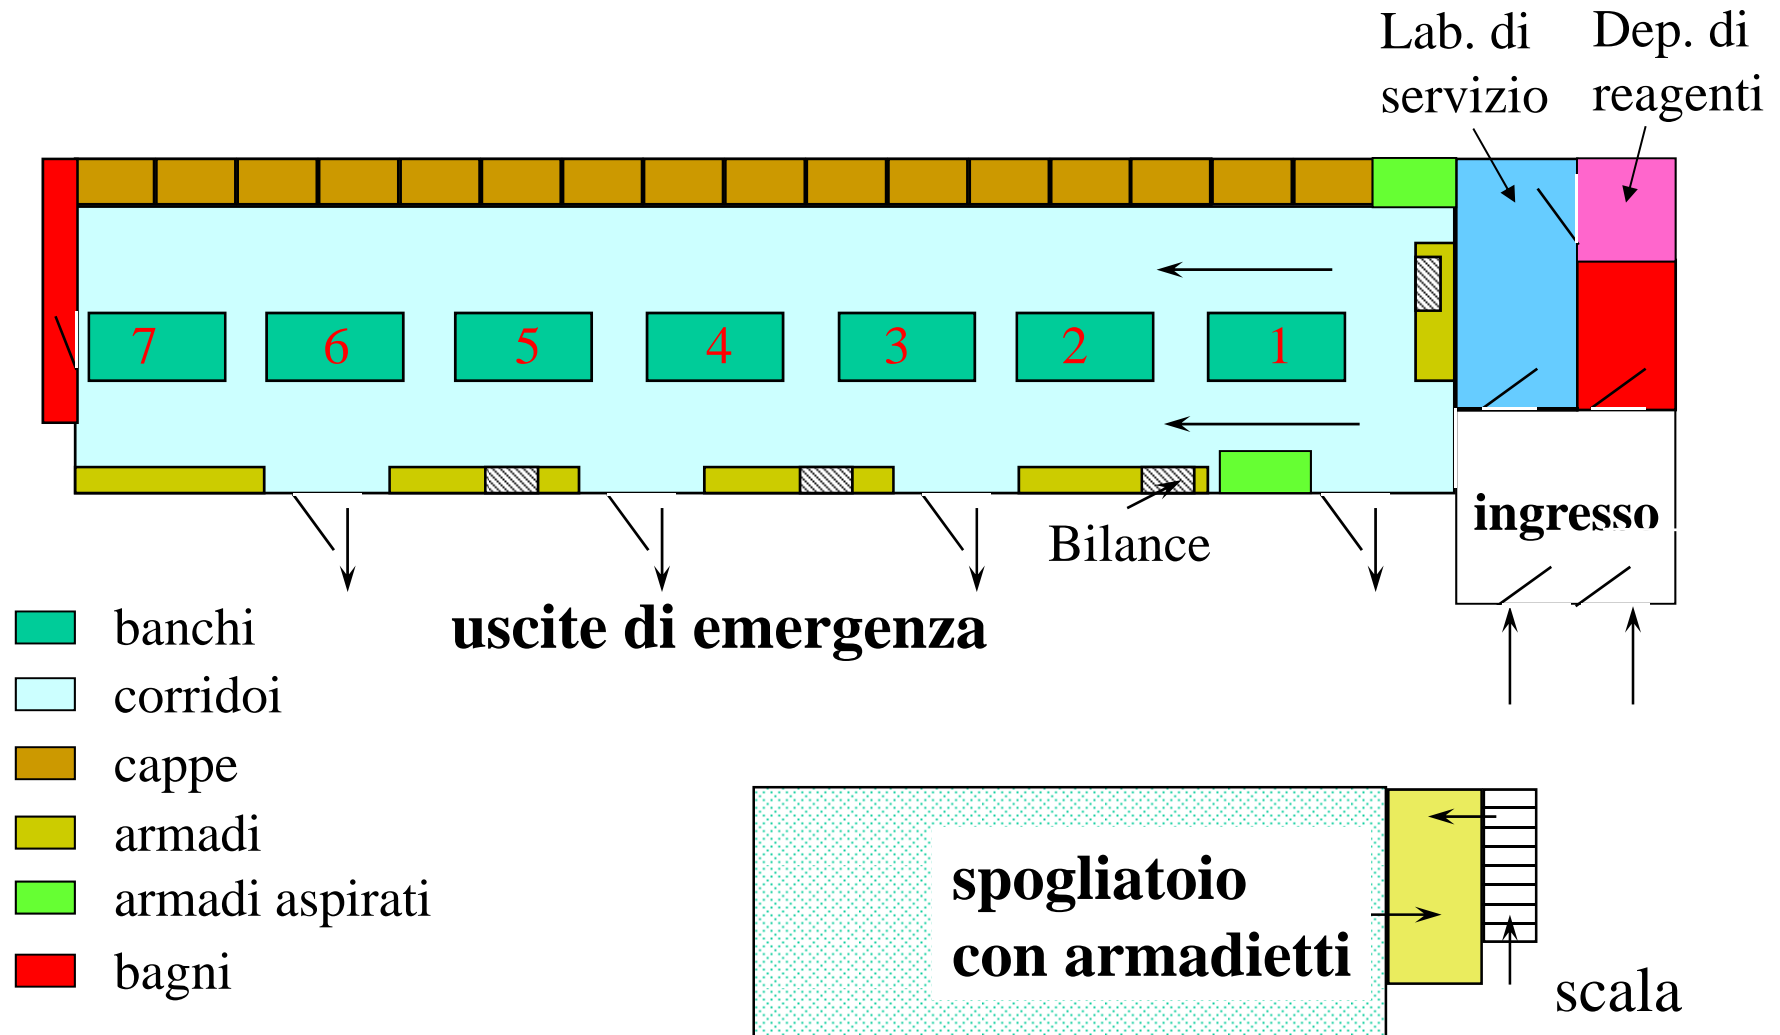 Lab. di
servizio
Dep. di
reagenti
7
6
5
4
3
2
1
ingresso
Bilance
uscite di emergenza
banchi
corridoi
cappe
armadi
armadi aspirati
bagni
spogliatoio
con armadietti
scala